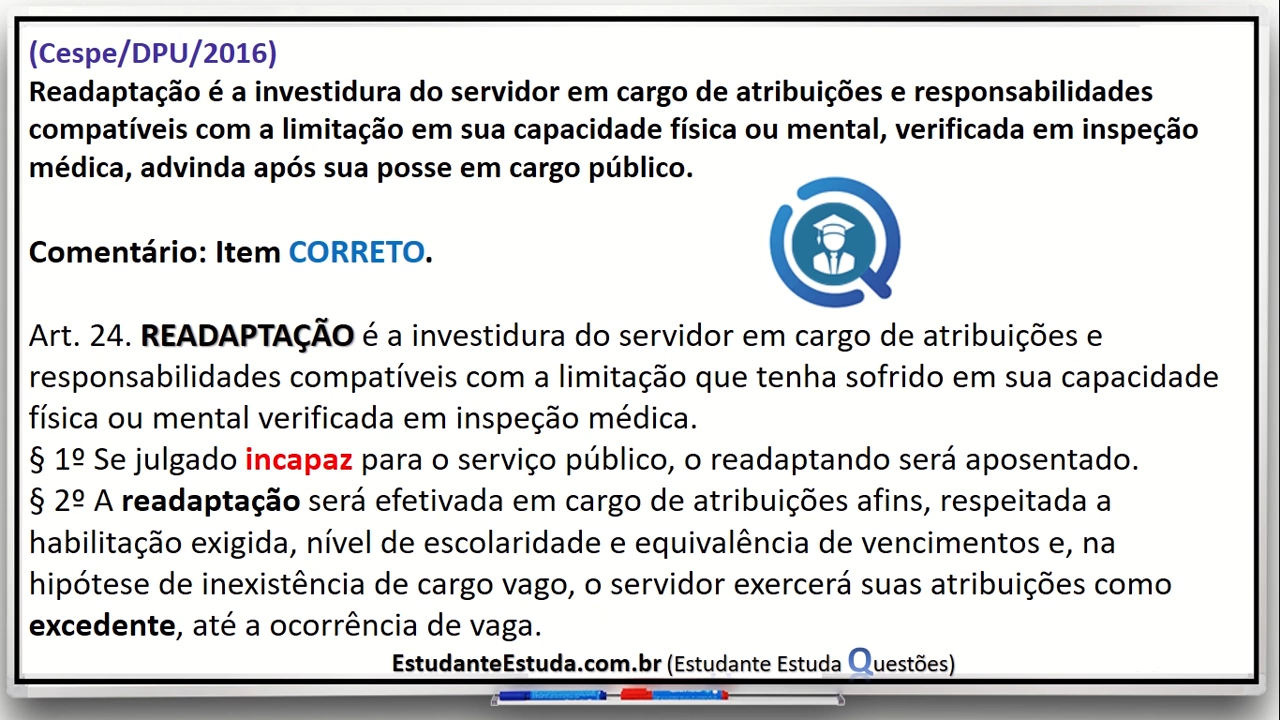 (Cespe/DPU/2016)
Readaptação é a investidura do servidor em cargo de atribuições e responsabilidades
compatíveis com a limitação em sua capacidade física ou mental, verificada em inspeção
médica, advinda após sua posse em cargo público.
Comentário: Item CORRETO.
Art. 24. READAPTAÇÃO é a investidura do servidor em cargo de atribuições e
responsabilidades compatíveis com a limitação que tenha sofrido em sua capacidade
física ou mental verificada em inspeção médica.
§ 1º Se julgado incapaz para o serviço público, o readaptando será aposentado.
§ 2º A readaptação será efetivada em cargo de atribuições afins, respeitada a
habilitação exigida, nível de escolaridade e equivalência de vencimentos e, na
hipótese de inexistência de cargo vago, o servidor exercerá suas atribuições como
excedente, até a ocorrência de vaga.
EstudanteEstuda.com.br (Estudante Estuda Questões)